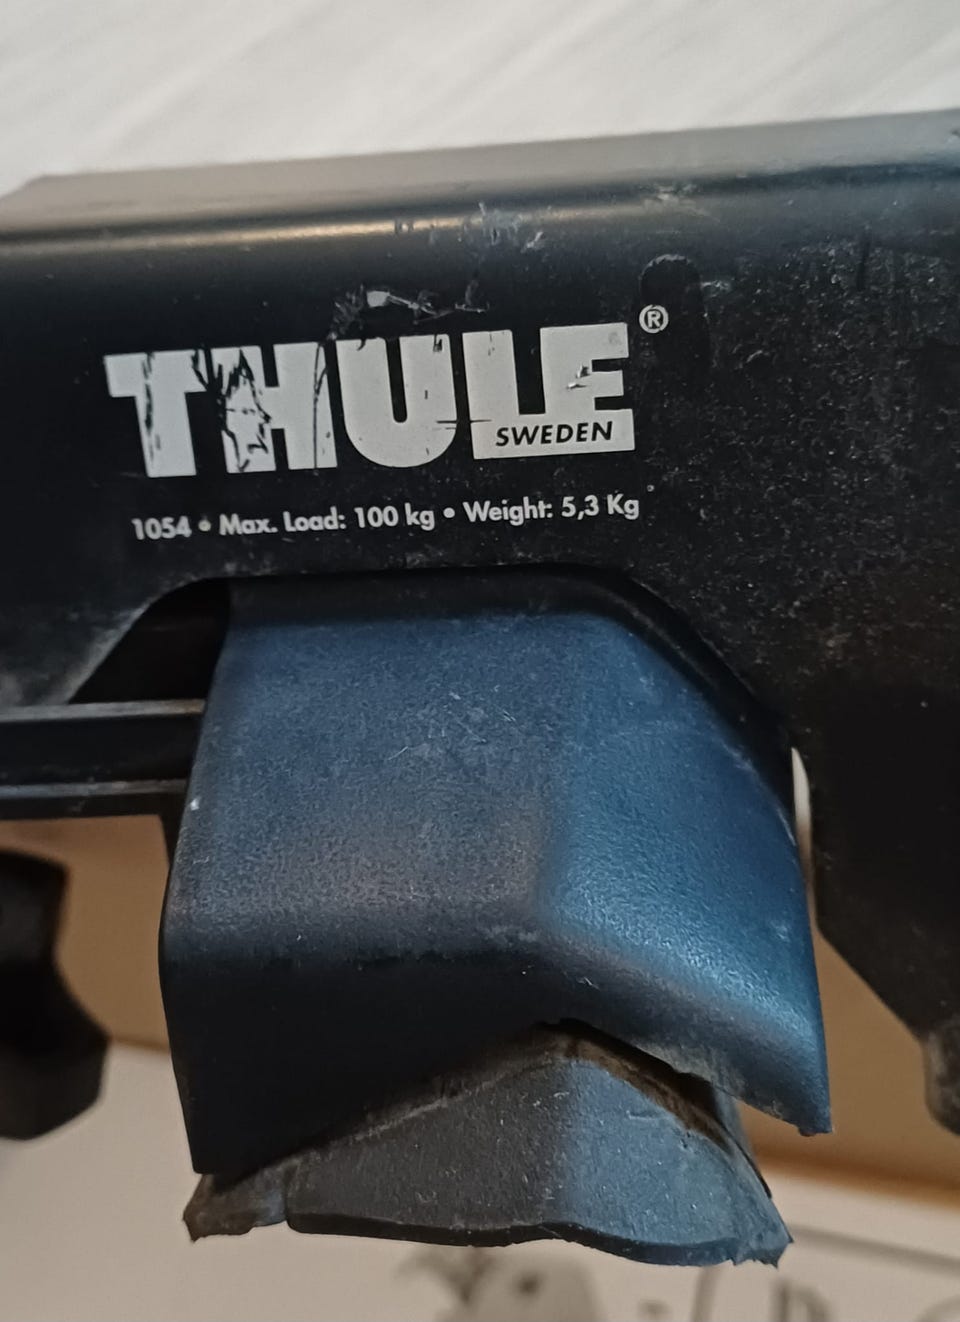 THULE®
SWEDEN
1054 • Max. Load: 100 kg • Weight: 5,3 Kg